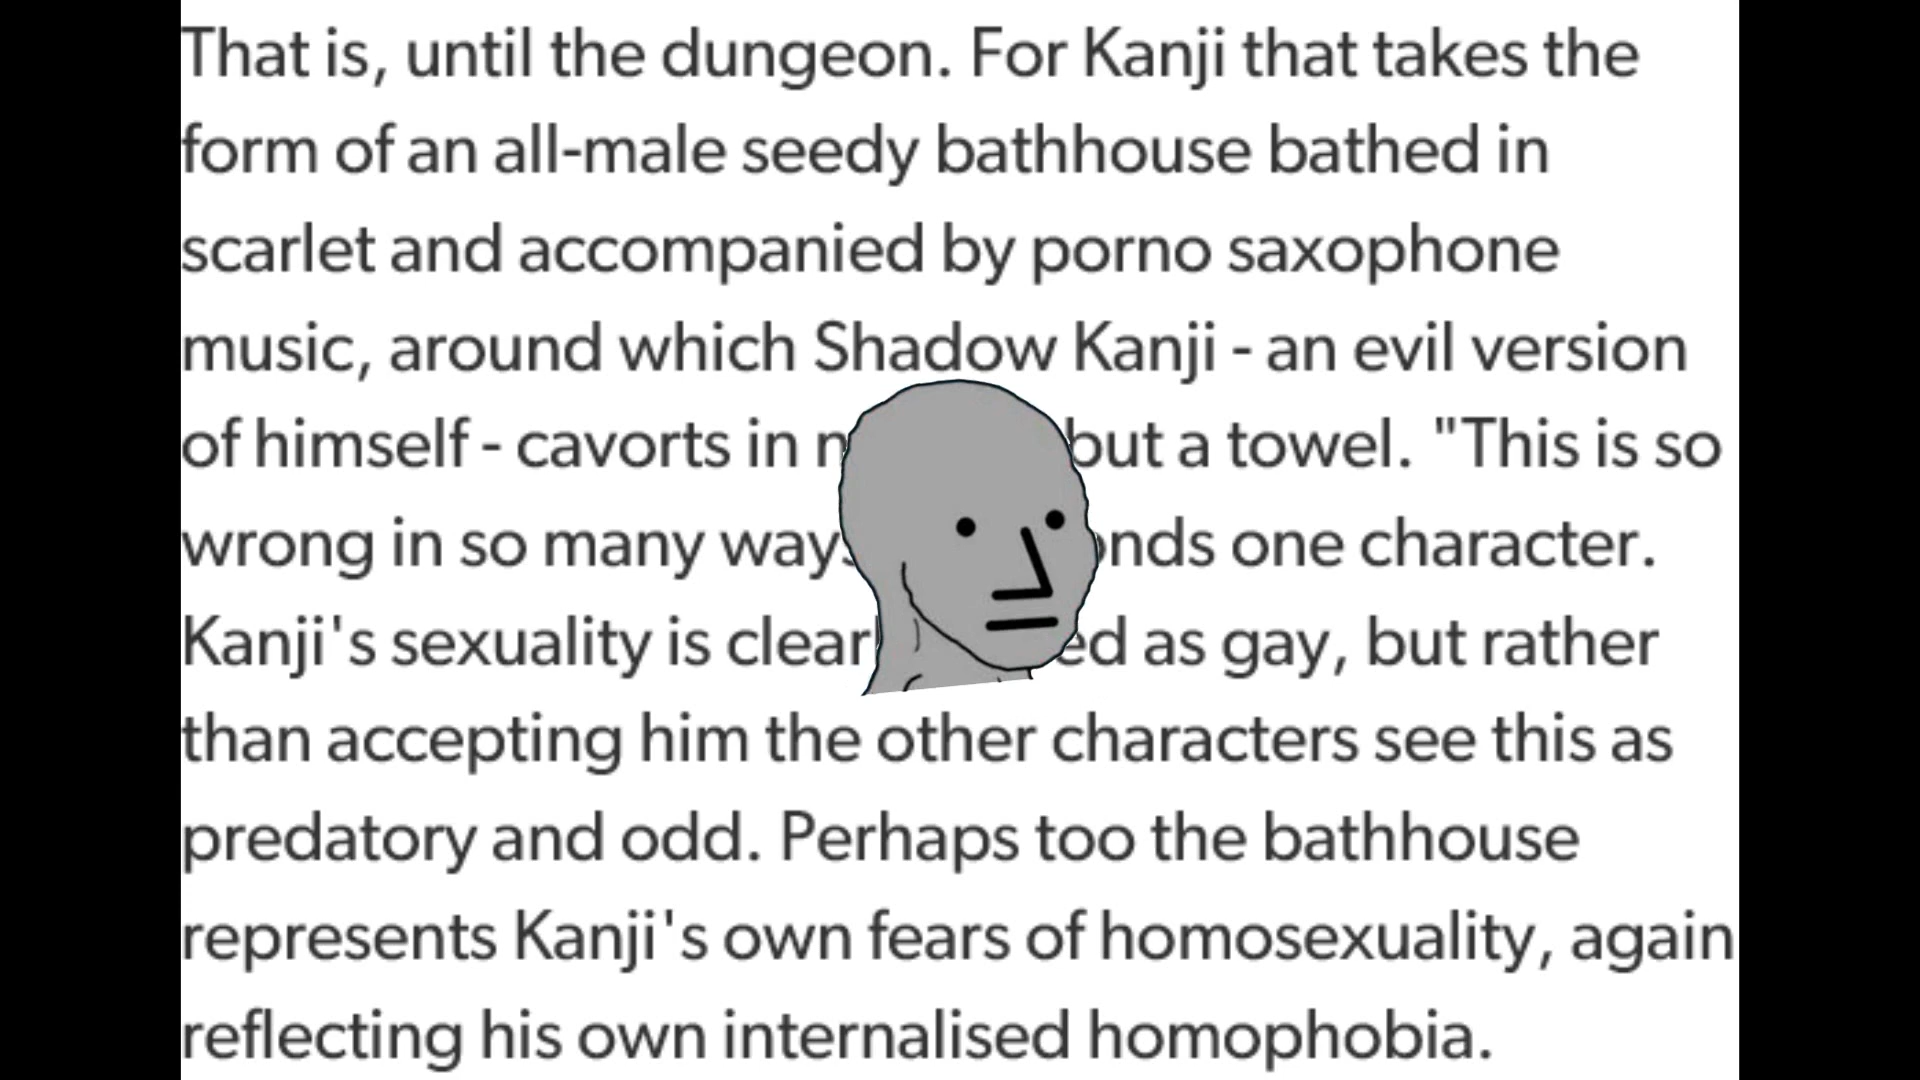 That is, until the dungeon. For Kanji that takes the
form of an all-male seedy bathhouse bathed in
scarlet and accompanied by porno saxophone
music, around which Shadow Kanji - an evil version
of himself - cavorts in but a towel. "This is so
wrong in so many ways one character.
Kanji's sexuality is as gay, but rather
than accepting him the other characters see this as
predatory and odd. Perhaps too the bathhouse
represents Kanji's own fears of homosexuality, again
reflecting his own internalised homophobia.